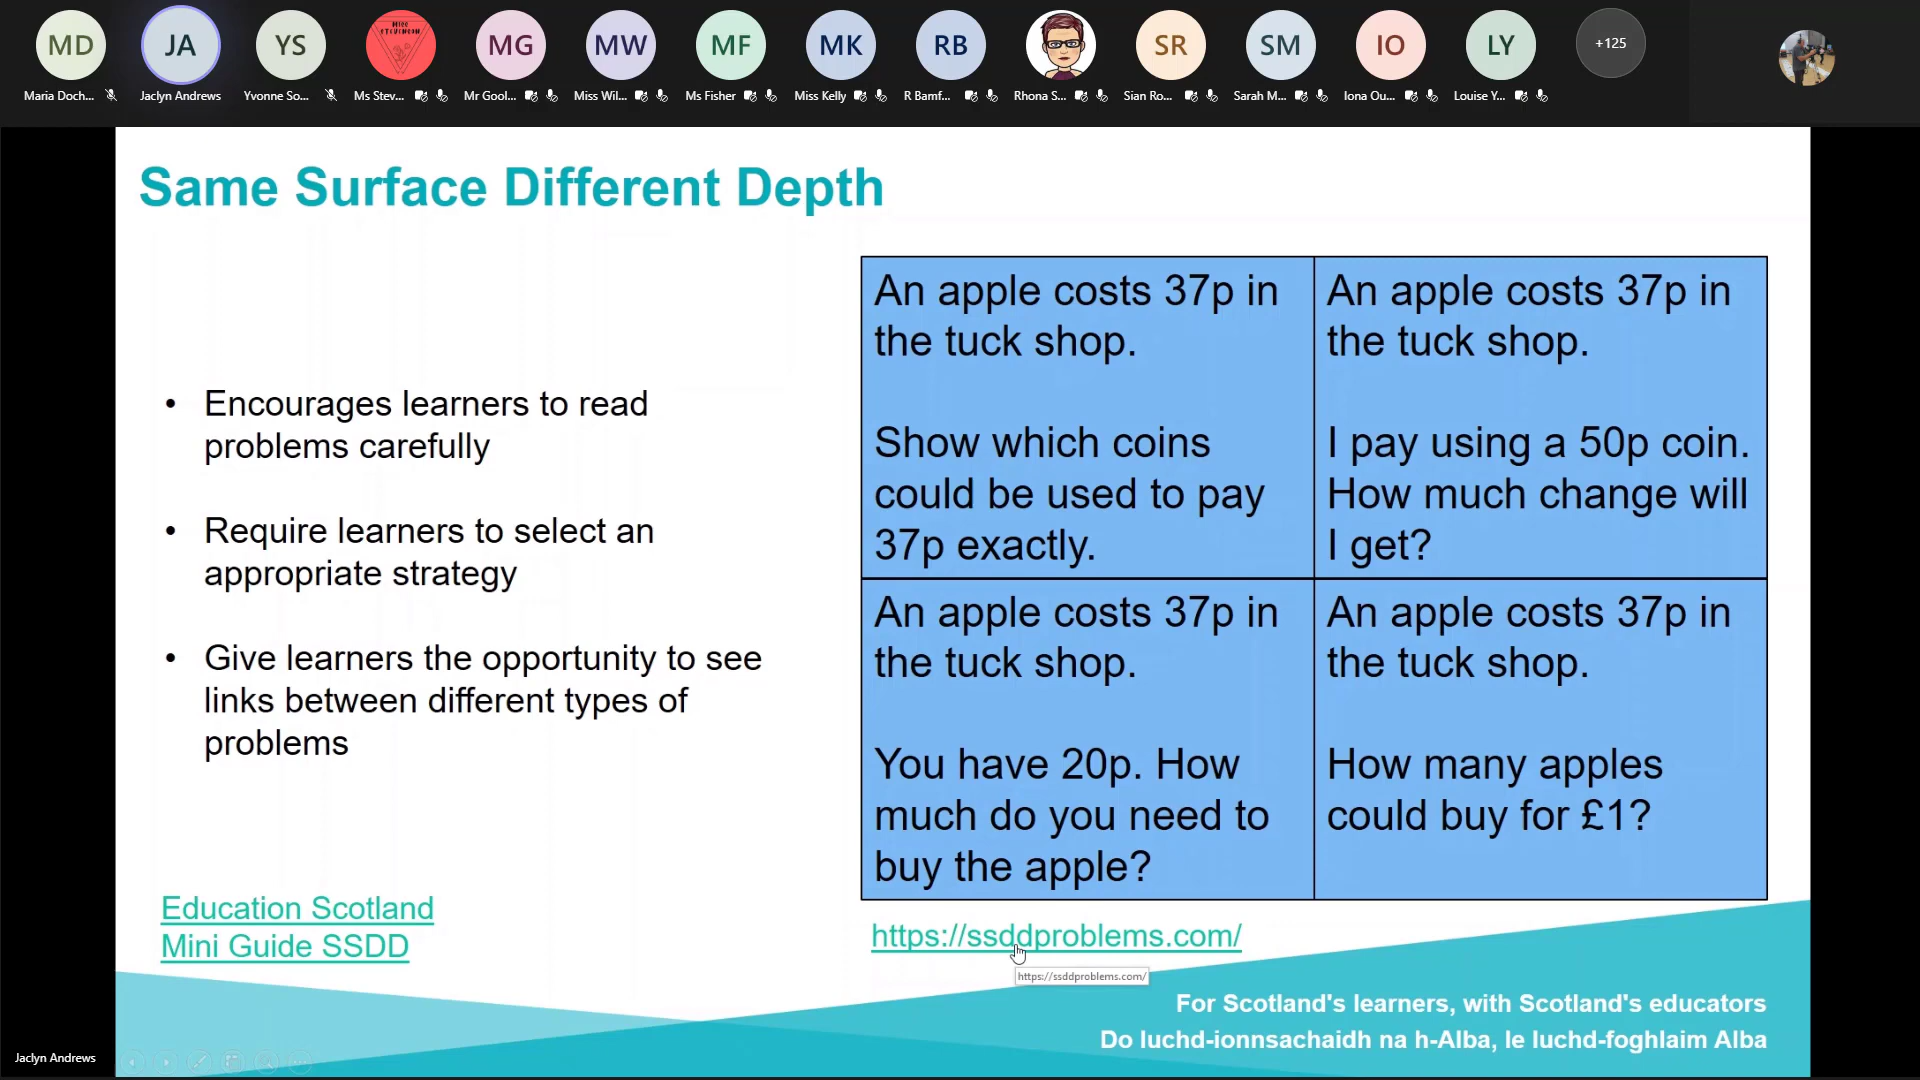 MD
JA
YS
MISS
STEVENSON
MG
MW
MF
MK
RB
SR
SM
IO
LY
+125
Maria Doch...
Jaclyn Andrews
Yvonne So...
Ms Stev...
Mr Gool...
Miss Wil...
Ms Fisher
Miss Kelly
R Bamf...
Rhona S...
Sian Ro...
Sarah M...
Iona Ou...
Louise Y...
Same Surface Different Depth
• Encourages learners to read
problems carefully
• Require learners to select an
appropriate strategy
• Give learners the opportunity to see
links between different types of
problems
An apple costs 37p in
the tuck shop.
Show which coins
could be used to pay
37p exactly.
An apple costs 37p in
the tuck shop.
I pay using a 50p coin.
How much change will
I get?
An apple costs 37p in
the tuck shop.
You have 20p. How
much do you need to
buy the apple?
An apple costs 37p in
the tuck shop.
How many apples
could buy for £1?
Education Scotland
Mini Guide SSDD
https://ssddproblems.com/
https://ssddproblems.com/
For Scotland's learners, with Scotland's educators
Do luchd-ionnsachaidh na h-Alba, le luchd-foghlaim Alba
Jaclyn Andrews